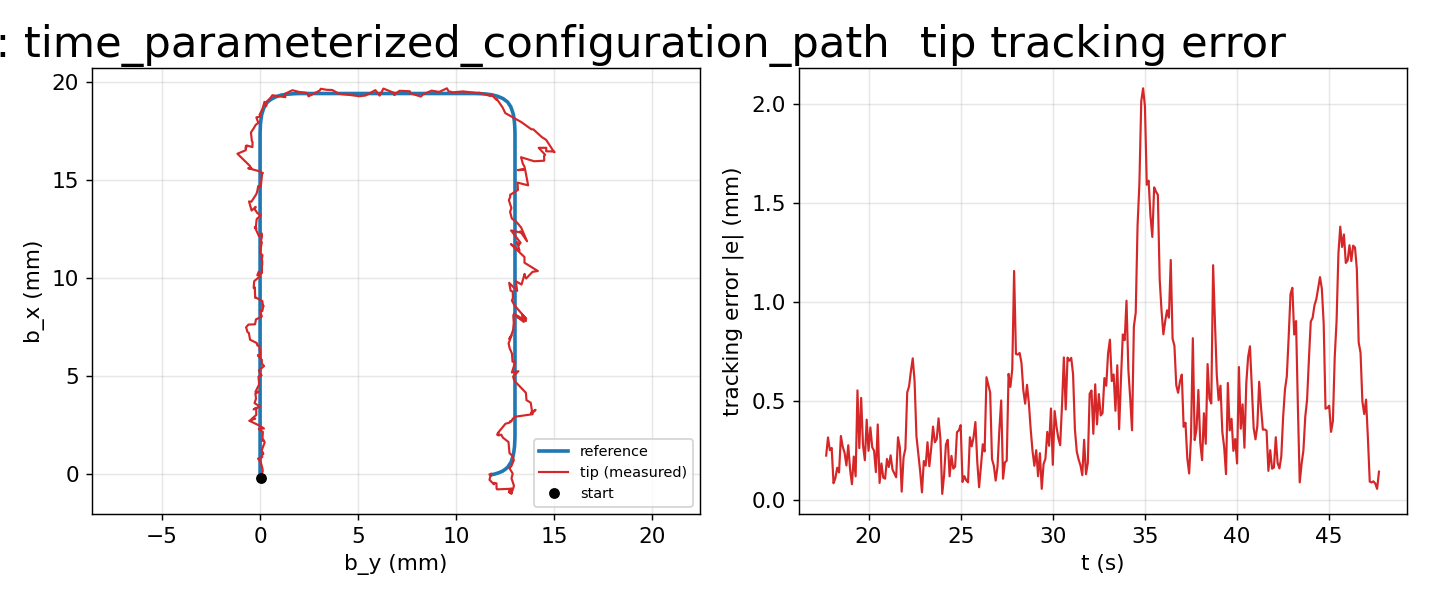 : time_parameterized_configuration_path
tip tracking error
20
15
10
5
0
−5
0
5
10
15
20
b_x (mm)
b_y (mm)
reference
tip (measured)
start
2.0
1.5
1.0
0.5
0.0
20
25
30
35
40
45
tracking error |e| (mm)
t (s)